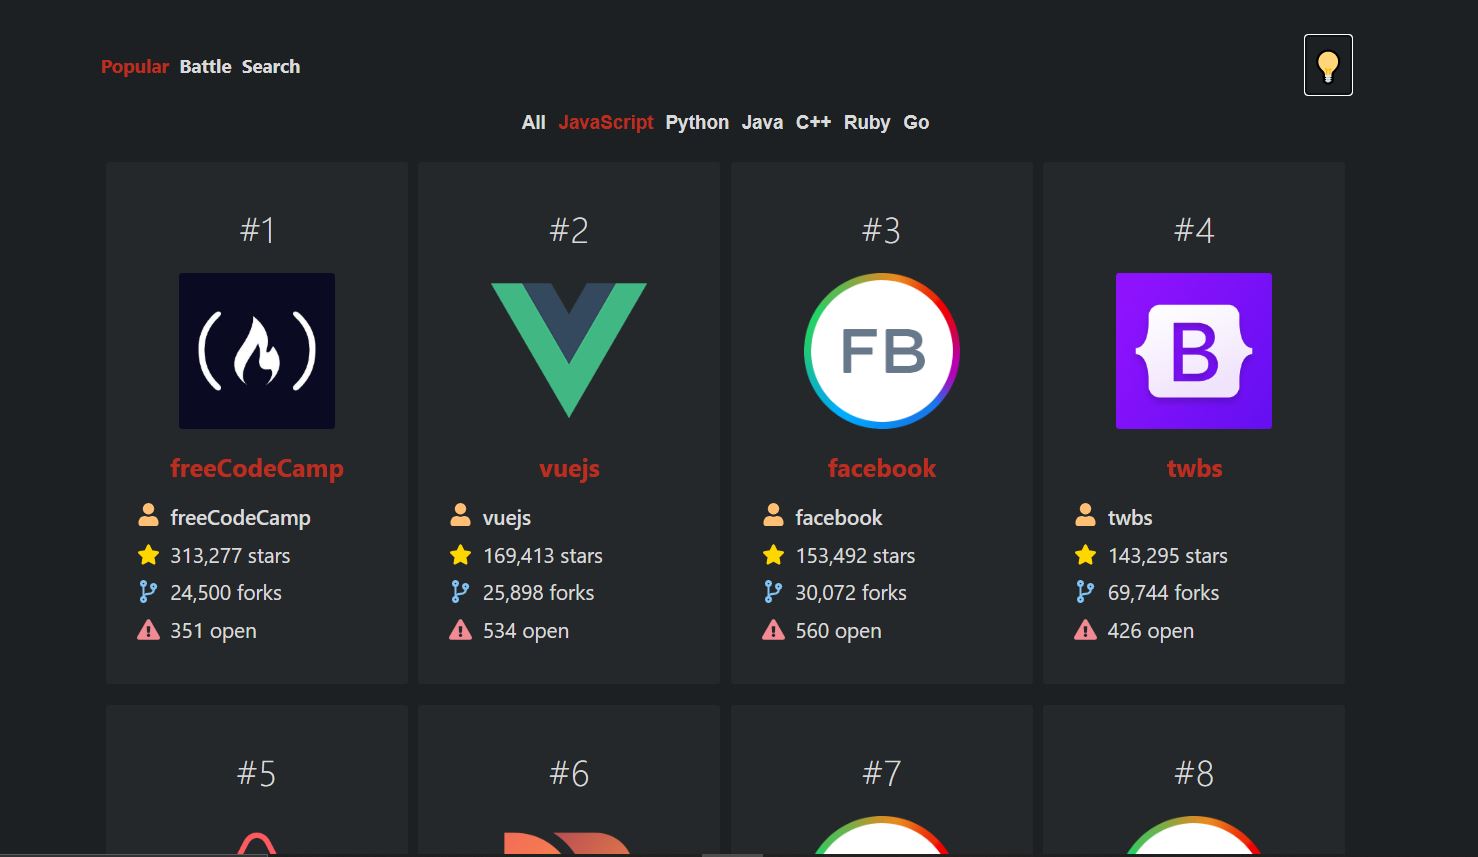 Popular Battle Search
All JavaScript Python Java C++ Ruby Go
#1
freeCodeCamp
freeCodeCamp
313,277 stars
24,500 forks
351 open
#2
vuejs
vuejs
169,413 stars
25,898 forks
534 open
#3
FB
facebook
facebook
153,492 stars
30,072 forks
560 open
#4
B
twbs
twbs
143,295 stars
69,744 forks
426 open
#5
#6
#7
#8